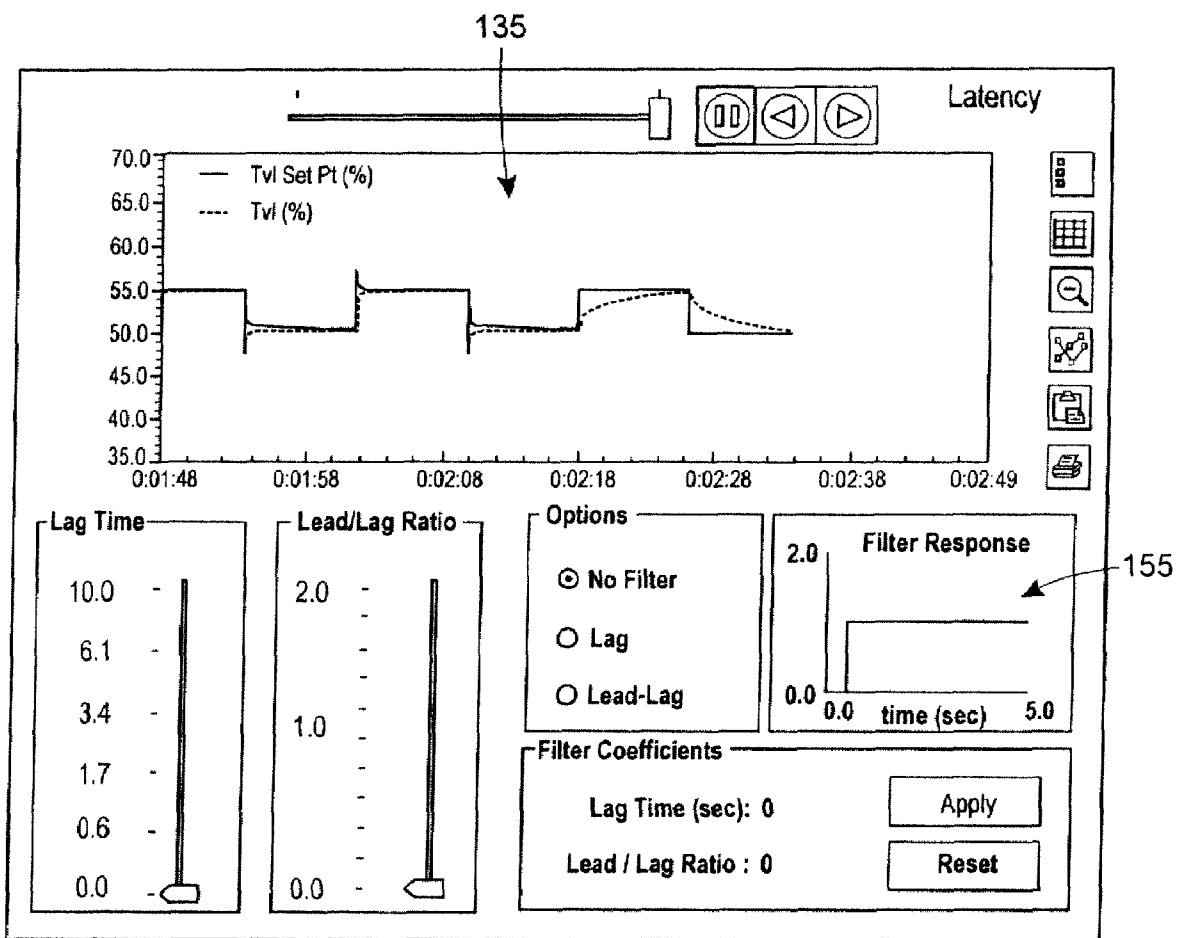 135
Latency
70.0
65.0
60.0
55.0
50.0
45.0
40.0
35.0
Tvl Set Pt (%)
Tvl (%)
0:01:48 0:01:58 0:02:08 0:02:18 0:02:28 0:02:38 0:02:49
Lag Time
10.0
6.1
3.4
1.7
0.6
0.0
Lead/Lag Ratio
2.0
1.0
0.0
Options
No Filter
Lag
Lead-Lag
Filter Response
2.0
0.0
0.0 time (sec) 5.0
155
Filter Coefficients
Lag Time (sec): 0
Apply
Lead / Lag Ratio : 0
Reset